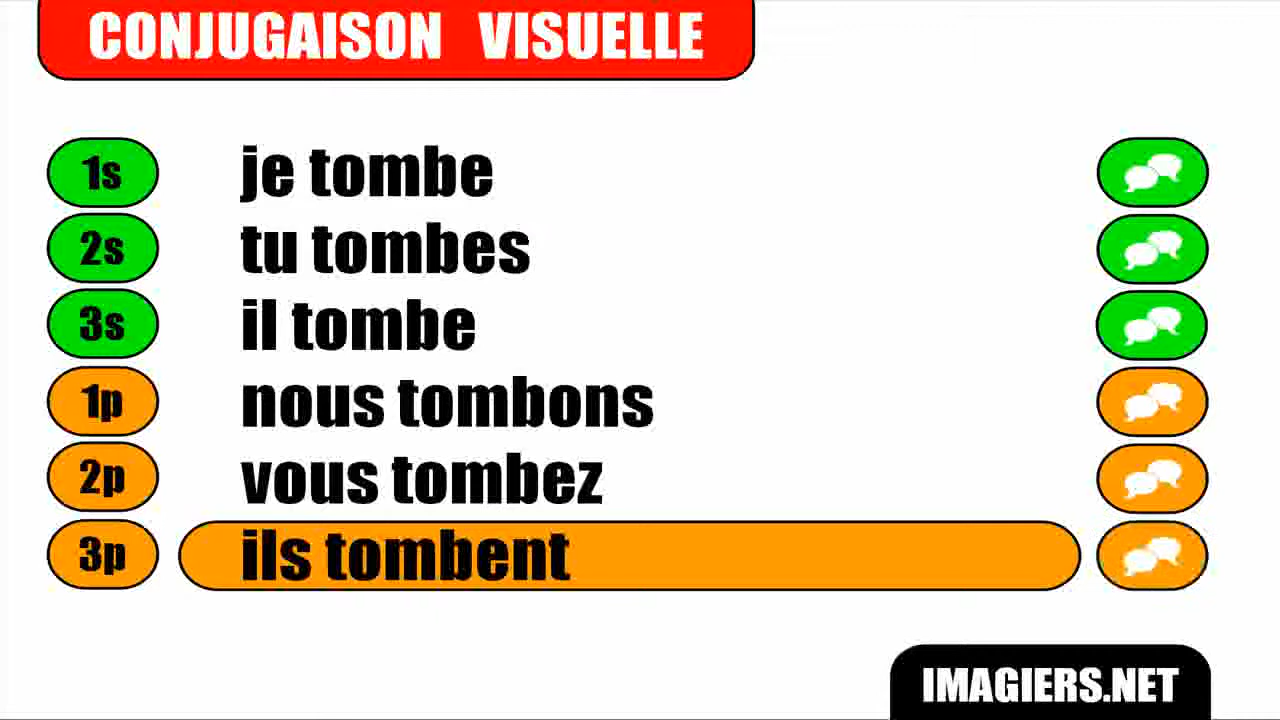 CONJUGAISON VISUELLE
1s je tombe
2s tu tombes
3s il tombe
1p nous tombons
2p vous tombez
3p ils tombent
IMAGIERS.NET